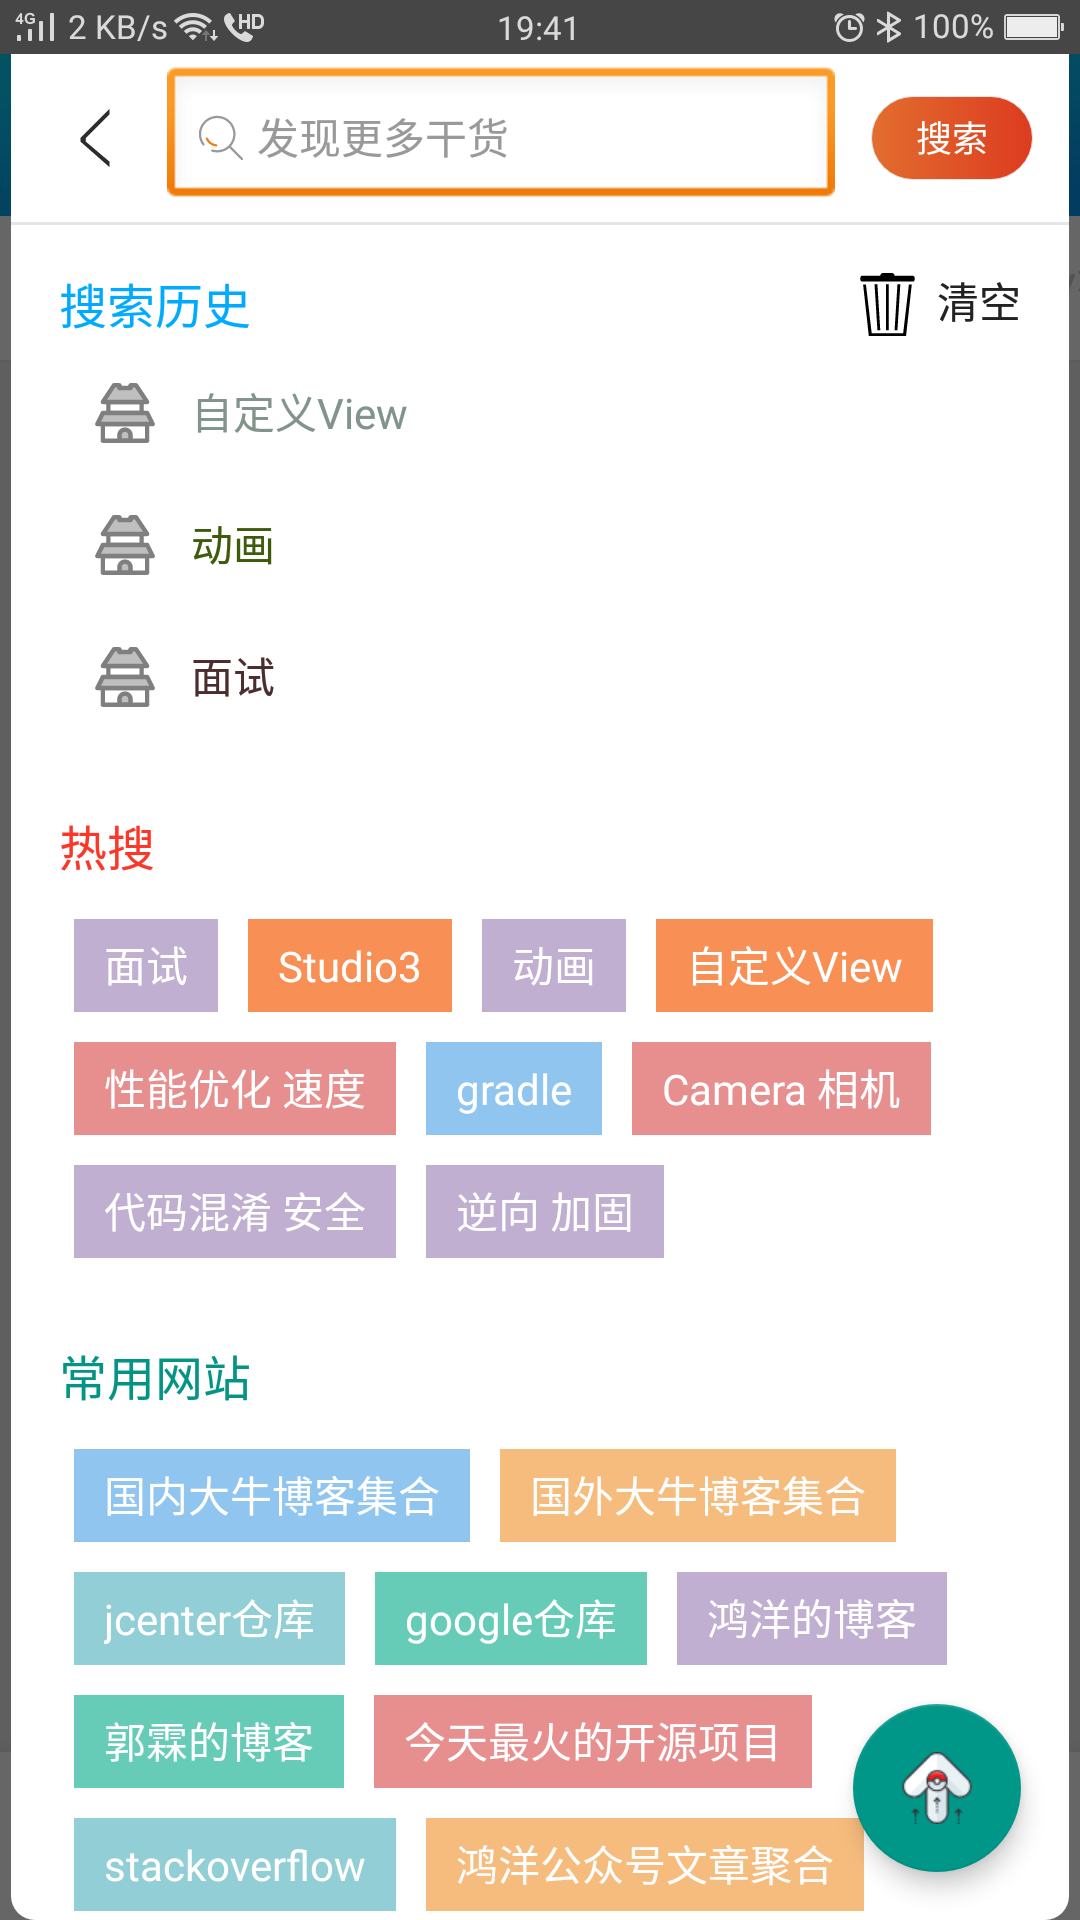 4G 2 KB/s HD 19:41 100%
发现更多干货 搜索
搜索历史 清空
自定义View
动画
面试
热搜
面试 Studio3 动画 自定义View
性能优化 速度 gradle Camera 相机
代码混淆 安全 逆向 加固
常用网站
国内大牛博客集合 国外大牛博客集合
jcenter仓库 google仓库 鸿洋的博客
郭霖的博客 今天最火的开源项目
stackoverflow 鸿洋公众号文章聚合